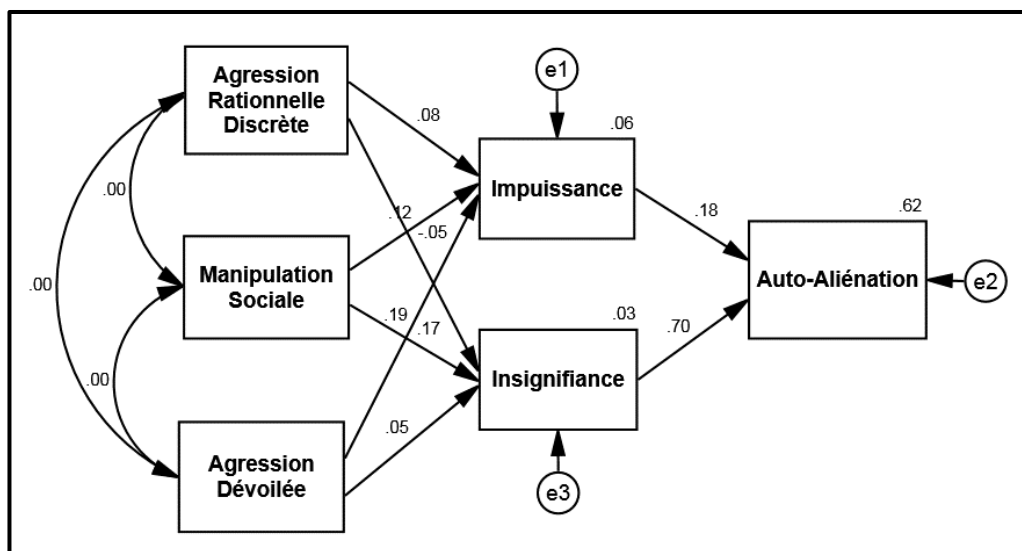 Agression
Rationnelle
Discrète
e1
.08
.06
.00
Impuissance
.12
-.05
.18
.62
Manipulation
Sociale
Auto-Aliénation
e2
.00
.19
.17
.03
.70
.00
Insignifiance
.05
Agression
Dévoilée
e3